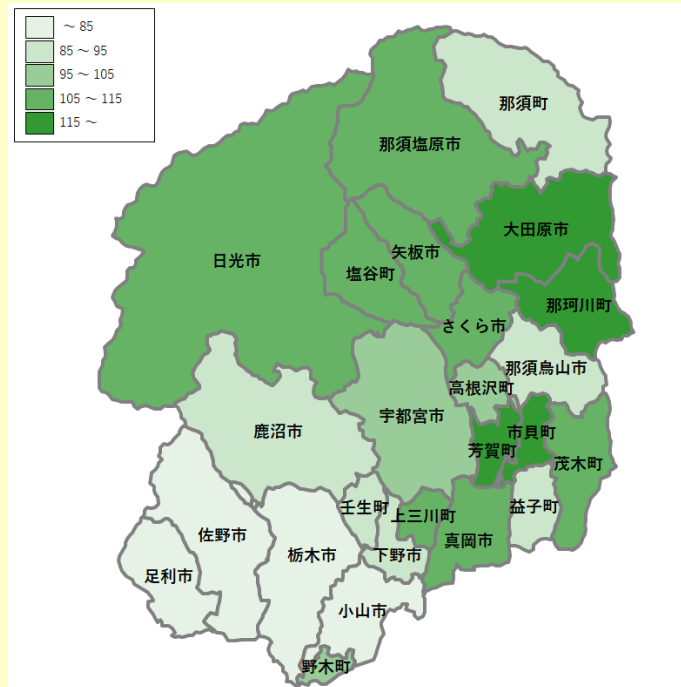 ～ 85
85 ～ 95
95 ～ 105
105 ～ 115
115 ～
那須町
那須塩原市
大田原市
矢板市
日光市
塩谷町
那珂川町
さくら市
那須烏山市
高根沢町
宇都宮市
鹿沼市
市貝町
芳賀町
茂木町
壬生町
益子町
上三川町
佐野市
真岡市
栃木市
下野市
足利市
小山市
野木町